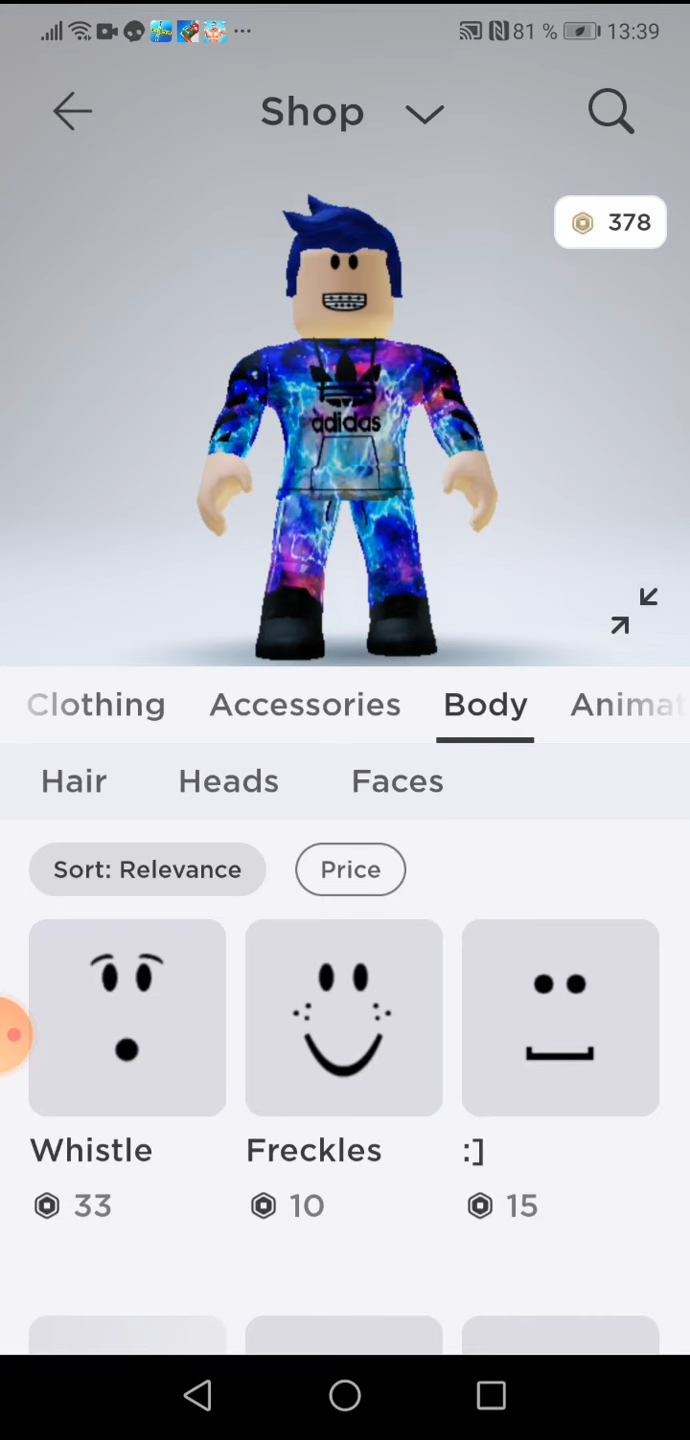 81 % 13:39
Shop
378
adidas
Clothing Accessories Body Animat
Hair Heads Faces
Sort: Relevance Price
Whistle Freckles :]
33 10 15